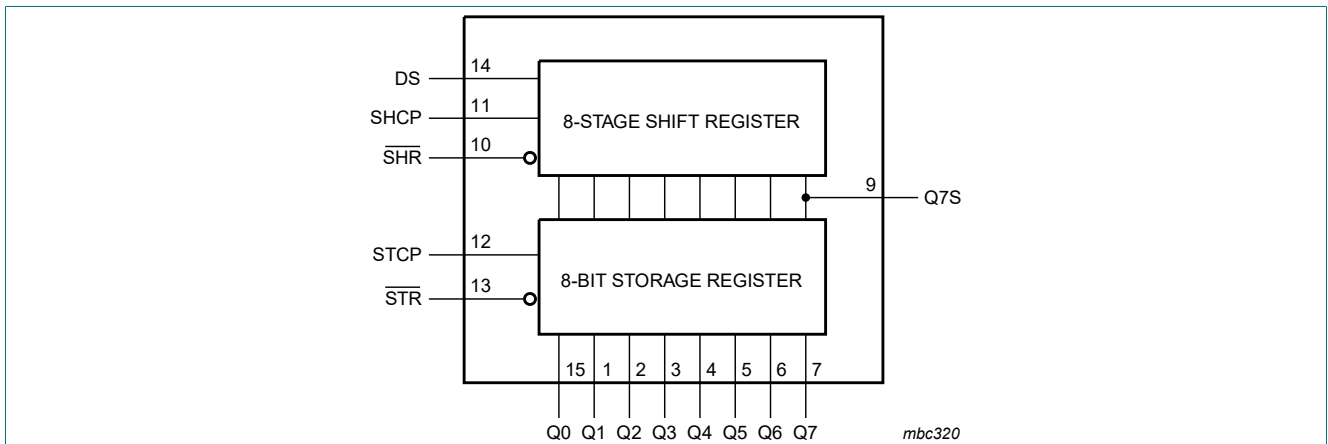 DS 14
SHCP 11
SHR 10
8-STAGE SHIFT REGISTER
9 Q7S
STCP 12
STR 13
8-BIT STORAGE REGISTER
15 1 2 3 4 5 6 7
Q0 Q1 Q2 Q3 Q4 Q5 Q6 Q7
mbc320